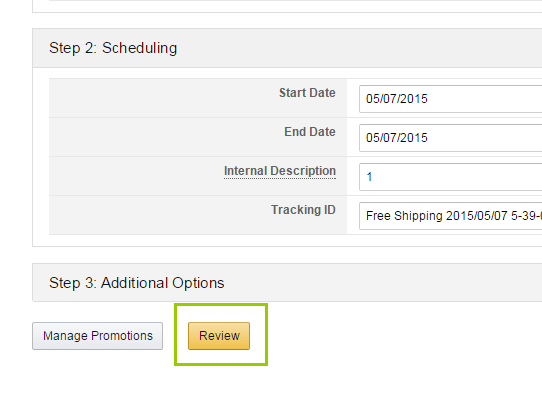 Step 2: Scheduling
Start Date 05/07/2015
End Date 05/07/2015
Internal Description 1
Tracking ID Free Shipping 2015/05/07 5-39-0
Step 3: Additional Options
Manage Promotions Review